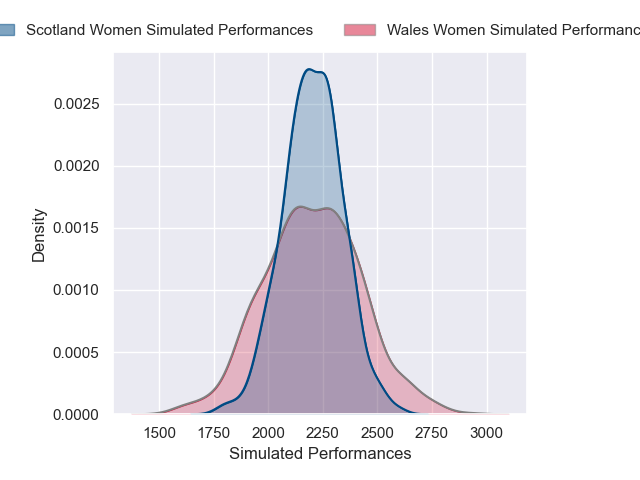 Scotland Women Simulated Performances
Wales Women Simulated Performanc
0.0025
0.0020
0.0015
0.0010
0.0005
0.0000
Density
1500 1750 2000 2250 2500 2750 3000
Simulated Performances